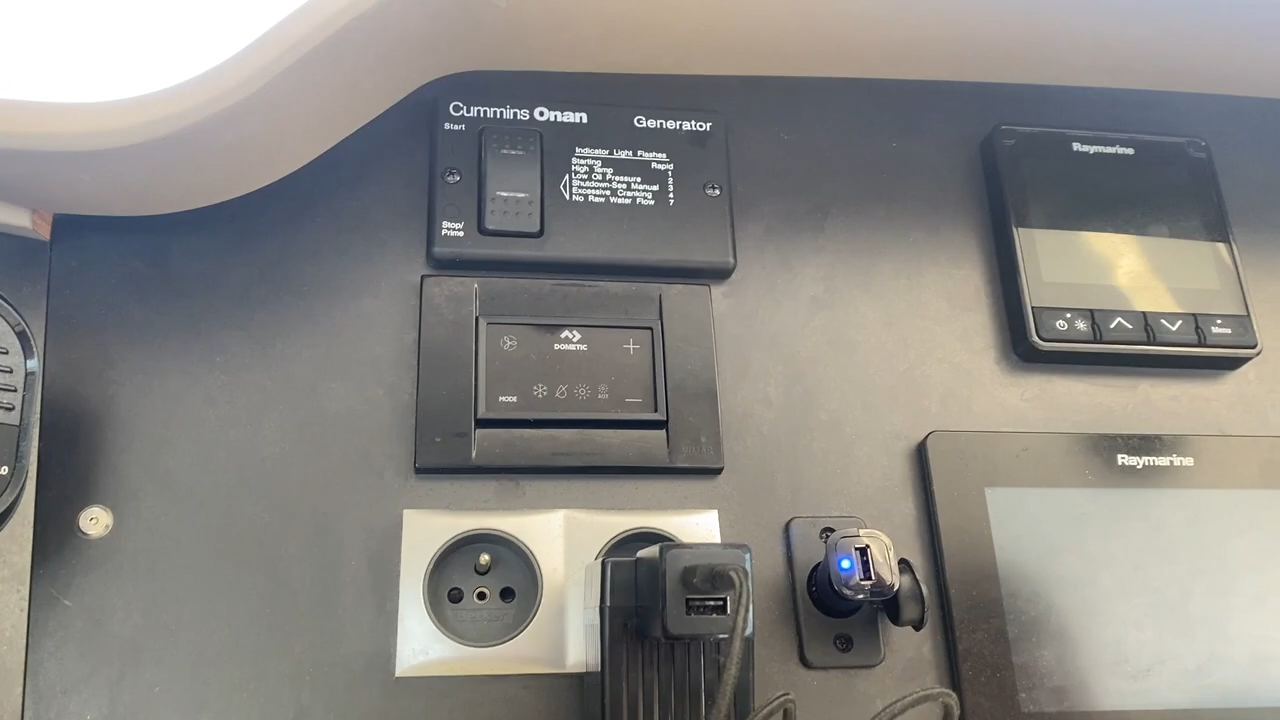 Cummins Onan
Generator
Start
Indicator Light Flashes
Starting Rapid
High Temp 1
Low Oil Pressure 2
Shutdown-See Manual 3
Excessive Cranking 4
No Raw Water Flow 7
Stop/
Prime
Raymarine
Menu
DOMETIC
MODE
AUX
VIMAR
Raymarine